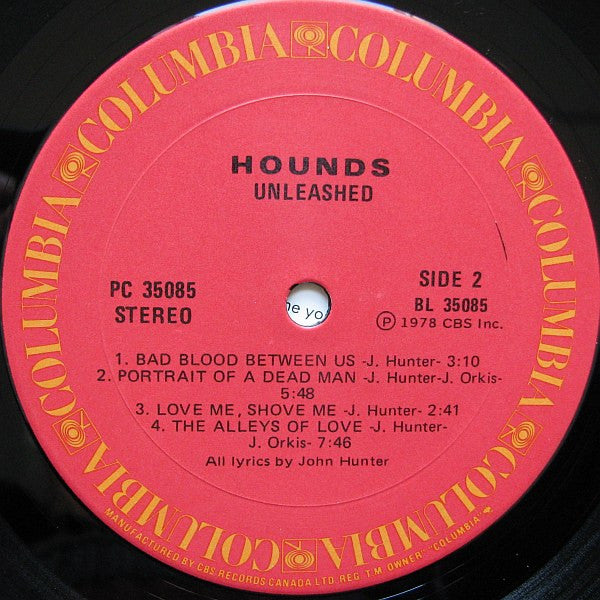 COLUMBIA COLUMBIA COLUMBIA COLUMBIA COLUMBIA COLUMBIA
HOUNDS
UNLEASHED
PC 35085
STEREO
SIDE 2
BL 35085
Ⓟ 1978 CBS Inc.
ne yo
1. BAD BLOOD BETWEEN US -J. Hunter- 3:10
2. PORTRAIT OF A DEAD MAN -J. Hunter-J. Orkis-
5:48
3. LOVE ME, SHOVE ME -J. Hunter- 2:41
4. THE ALLEYS OF LOVE -J. Hunter-
J. Orkis- 7:46
All lyrics by John Hunter
MANUFACTURED BY CBS RECORDS CANADA LTD. REG. T.M. OWNER-"COLUMBIA"